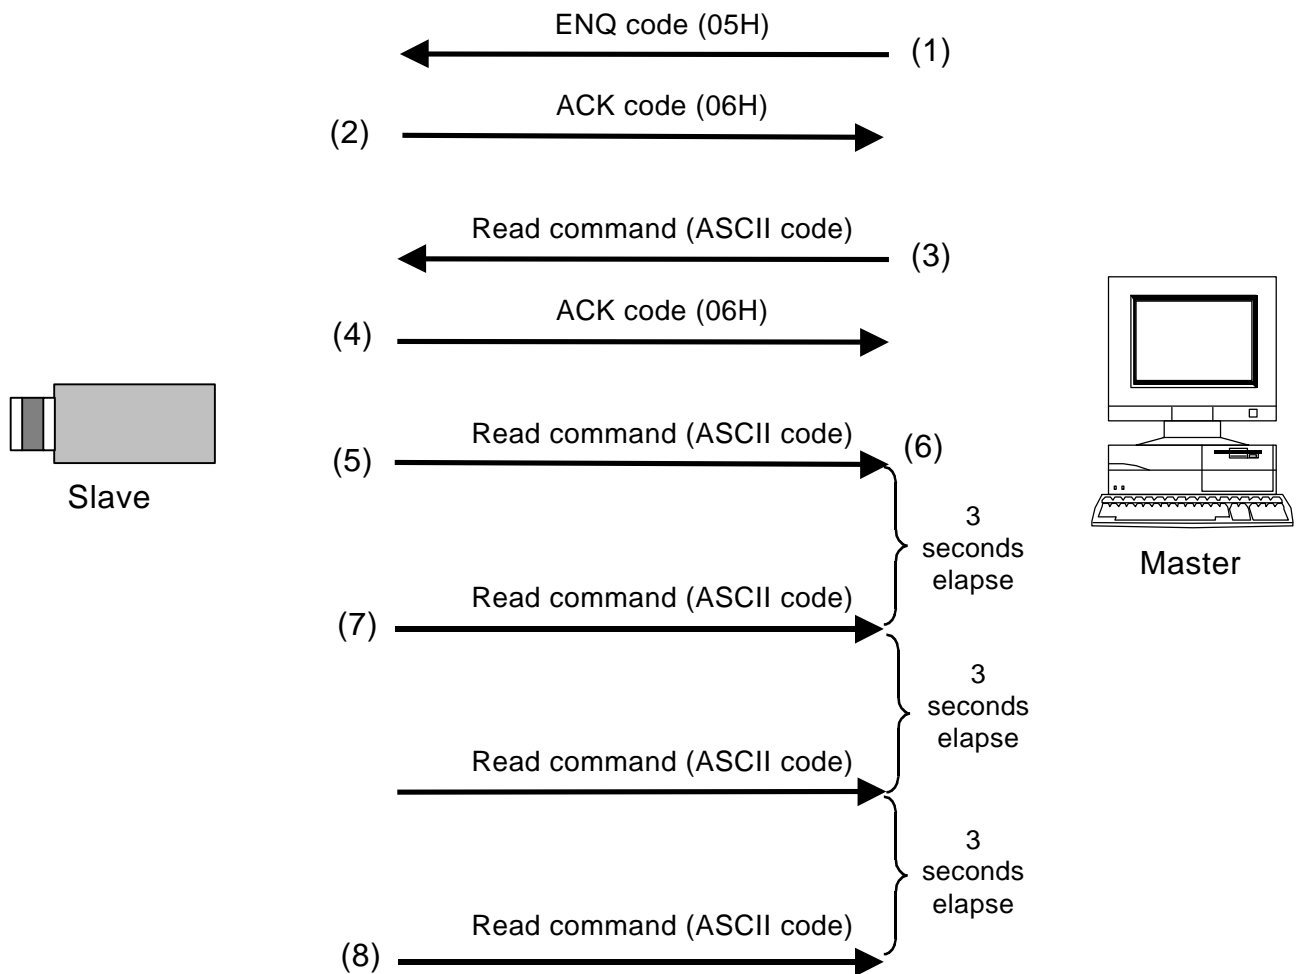 ENQ code (05H)
(1)
ACK code (06H)
(2)
Read command (ASCII code)
(3)
ACK code (06H)
(4)
Read command (ASCII code)
(5)
(6)
Slave
3
seconds
elapse
Master
Read command (ASCII code)
(7)
3
seconds
elapse
Read command (ASCII code)
3
seconds
elapse
Read command (ASCII code)
(8)